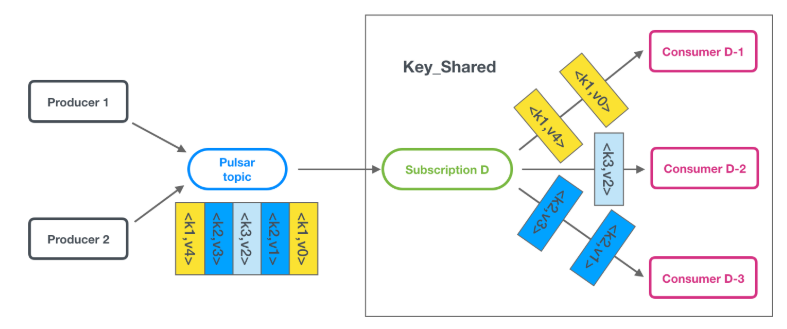 Key_Shared
Producer 1
Producer 2
Pulsar
topic
<k1,v4>
<k2,v3>
<k3,v2>
<k2,v1>
<k1,v0>
Subscription D
<k1,v4>
<k1,v0>
<k3,v2>
<k2,v3>
<k2,v1>
Consumer D-1
Consumer D-2
Consumer D-3